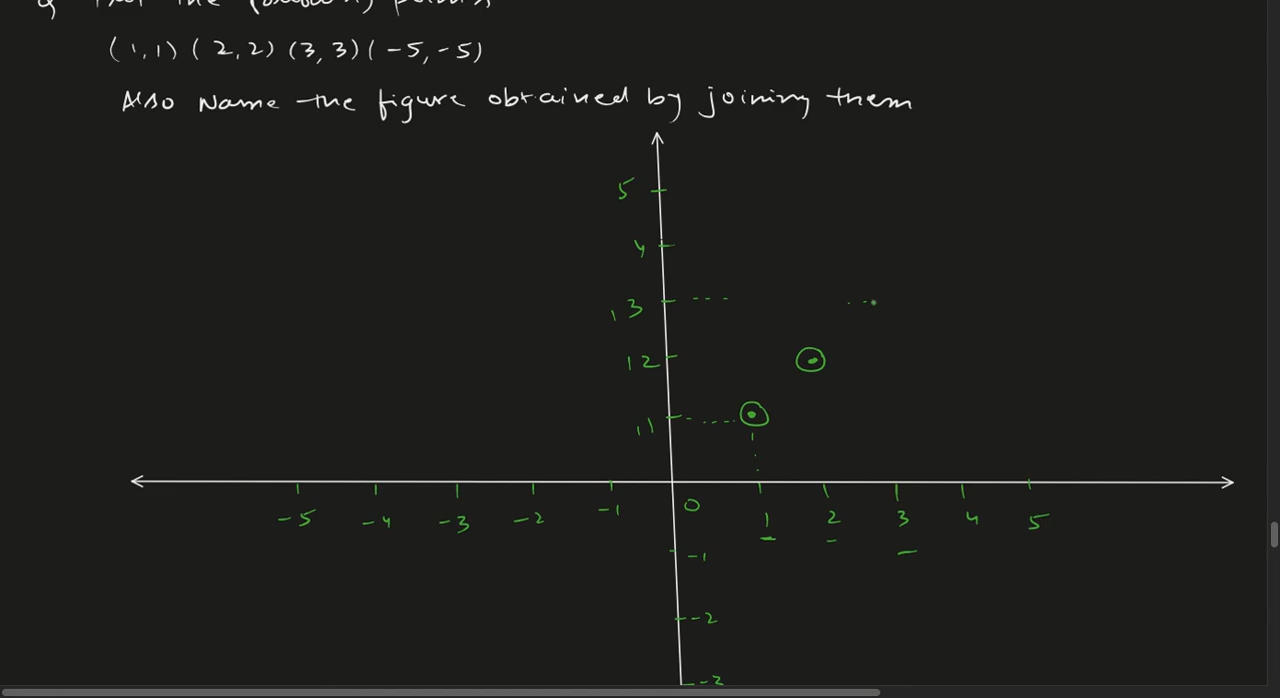 (1,1) (2,2) (3,3) (-5,-5)
Also Name the figure obtained by joining them
5
4
3
2
1
-5 -4 -3 -2 -1 0 1 2 3 4 5
-1
-2